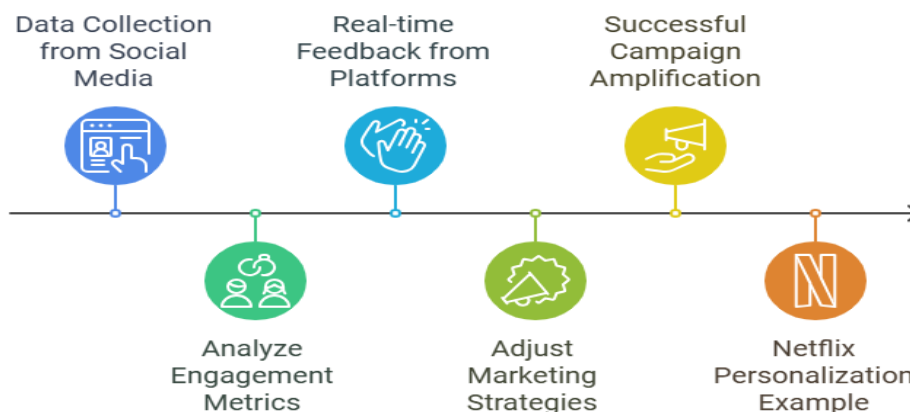 Data Collection
from Social
Media
Real-time
Feedback from
Platforms
Successful
Campaign
Amplification
Analyze
Engagement
Metrics
Adjust
Marketing
Strategies
Netflix
Personalization
Example